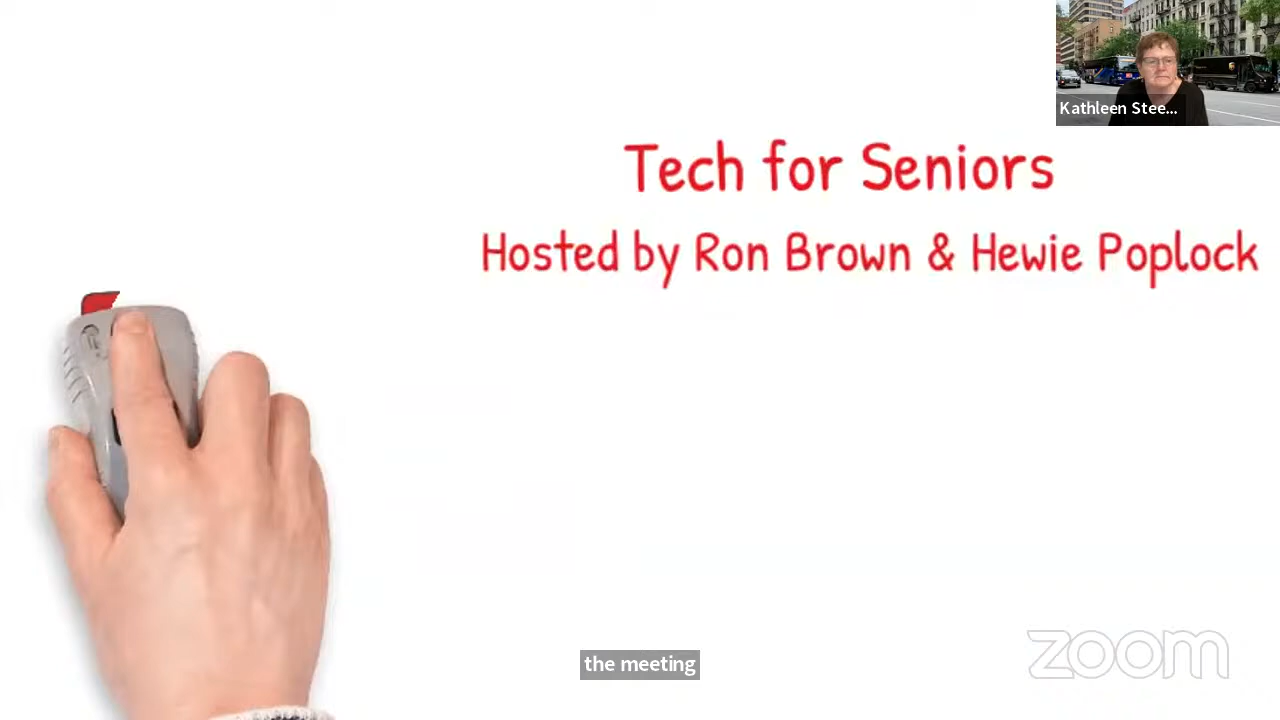 Kathleen Stee...
Tech for Seniors
Hosted by Ron Brown & Hewie Poplock
the meeting
zoom